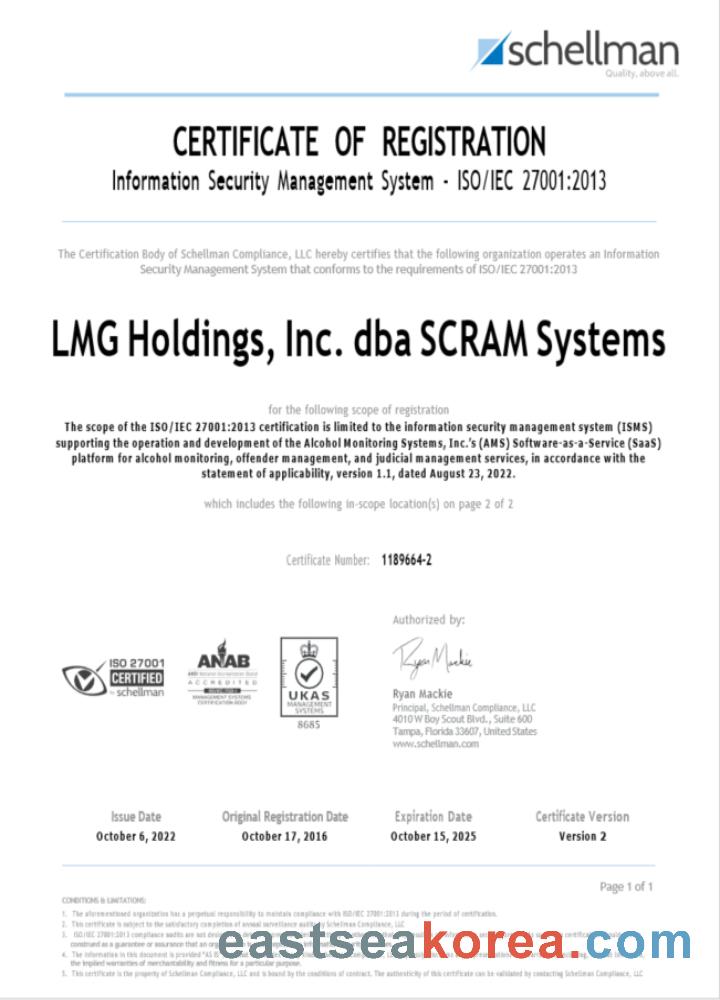 schellman
Quality, above all.
CERTIFICATE OF REGISTRATION
Information Security Management System - ISO/IEC 27001:2013
The Certification Body of Schellman Compliance, LLC hereby certifies that the following organization operates an Information
Security Management System that conforms to the requirements of ISO/IEC 27001:2013
LMG Holdings, Inc. dba SCRAM Systems
for the following scope of registration
The scope of the ISO/IEC 27001:2013 certification is limited to the information security management system (ISMS)
supporting the operation and development of the Alcohol Monitoring Systems, Inc.'s (AMS) Software-as-a-Service (SaaS)
platform for alcohol monitoring, offender management, and judicial management services, in accordance with the
statement of applicability, version 1.1, dated August 23, 2022.
which includes the following in-scope location(s) on page 2 of 2
Certificate Number: 1189664-2
Authorized by:
Ryan Mackie
ISO 27001
CERTIFIED
by schellman
ANAB
ANSI National Accreditation Board
ACCREDITED
MANAGEMENT SYSTEMS
CERTIFICATION BODY
UKAS
MANAGEMENT
SYSTEMS
8685
Ryan Mackie
Principal, Schellman Compliance, LLC
4010 W Boy Scout Blvd., Suite 600
Tampa, Florida 33607, United States
www.schellman.com
Issue Date Original Registration Date Expiration Date Certificate Version
October 6, 2022 October 17, 2016 October 15, 2025 Version 2
Page 1 of 1
CONDITIONS & LIMITATIONS:
1. The aforementioned organization has a perpetual responsibility to maintain compliance with ISO/IEC 27001:2013 during the period of certification.
2. This certificate is subject to the satisfactory completion of annual surveillance audits by Schellman Compliance, LLC
3. ISO/IEC 27001:2013 compliance audits are not
construed as a guarantee or assurance that an
4. The information in this document is provided "AS IS"
the implied warranties of merchantability and fitness for a particular purpose.
5. This certificate is the property of Schellman Compliance, LLC and is bound by the conditions of contract. The authenticity of this certificate can be validated by contacting Schellman Compliance, LLC
eastseakorea.com